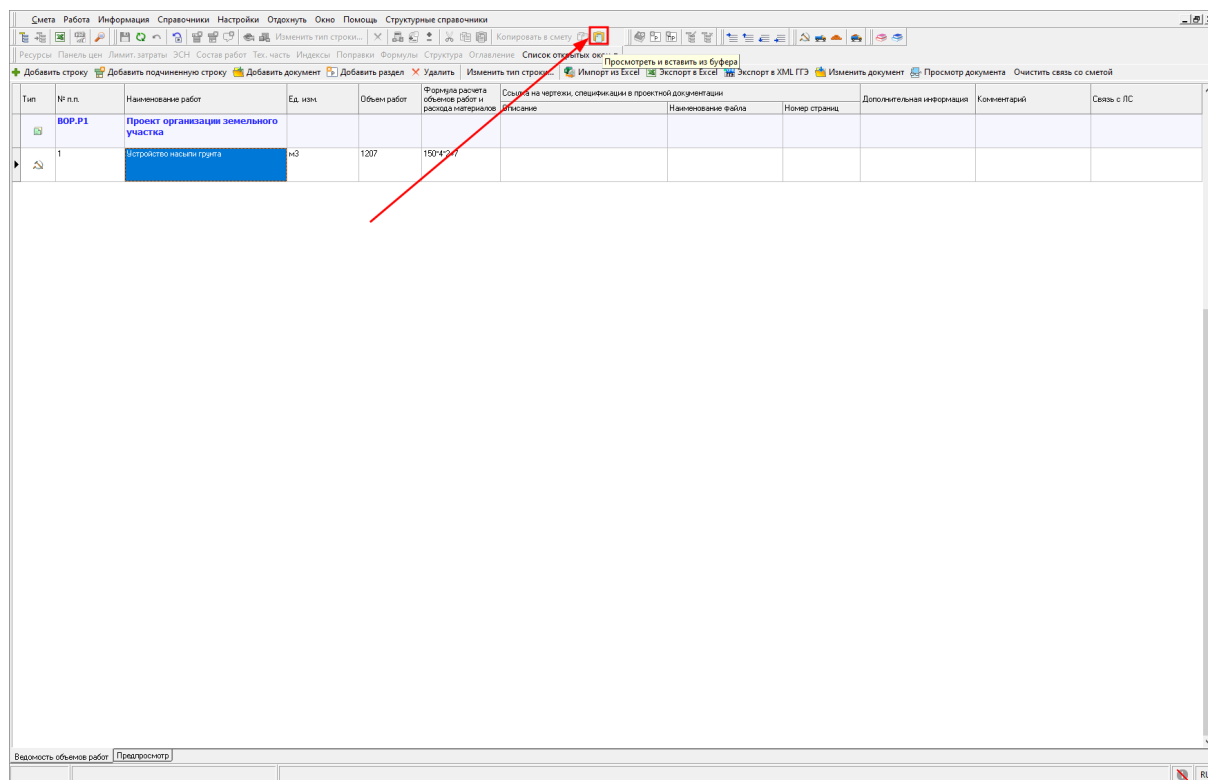 Смета Работа Информация Справочники Настройки Отдохнуть Окно Помощь Структурные справочники
Изменить тип строки... Копировать в смету
Ресурсы Панель цен Лимит. затраты ЭСН Состав работ Тех. часть Индексы Поправки Формулы Структура Оглавление Список открытых окон
Просмотреть и вставить из буфера
Добавить строку Добавить подчиненную строку Добавить документ Добавить раздел Удалить Изменить тип строки... Импорт из Excel Экспорт в Excel Экспорт в XML ГГЭ Изменить документ Просмотр документа Очистить связь со сметой
Тип № п.п. Наименование работ Ед. изм. Объем работ Формула расчета объемов работ и расхода материалов Ссылка на чертежи, спецификации в проектной документации Дополнительная информация Комментарий Связь с ЛС
Описание Наименование файла Номер страниц
ВОР.Р1 Проект организации земельного
участка
1 Устройство насыпи грунта м3 1207 150*4*2+7
Ведомость объемов работ Предпросмотр
RU